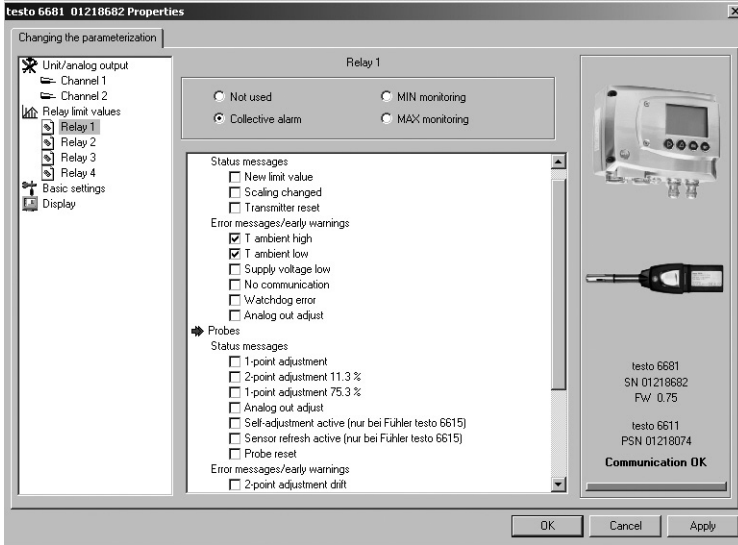 testo 6681 01218682 Properties
Changing the parameterization
Unit/analog output
Channel 1
Channel 2
Relay limit values
Relay 1
Relay 2
Relay 3
Relay 4
Basic settings
Display
Relay 1
Not used
MIN monitoring
Collective alarm
MAX monitoring
Status messages
New limit value
Scaling changed
Transmitter reset
Error messages/early warnings
T ambient high
T ambient low
Supply voltage low
No communication
Watchdog error
Analog out adjust
Probes
Status messages
1-point adjustment
2-point adjustment 11.3 %
1-point adjustment 75.3 %
Analog out adjust
Self-adjustment active (nur bei Fühler testo 6615)
Sensor refresh active (nur bei Fühler testo 6615)
Probe reset
Error messages/early warnings
2-point adjustment drift
testo 6681
SN 01218682
FW 0.75
testo 6611
PSN 01218074
Communication OK
OK
Cancel
Apply